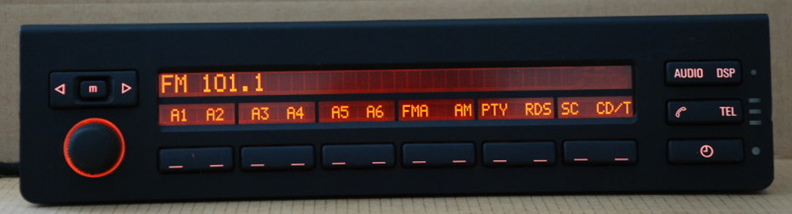 FM 101.1
m
AUDIO DSP
A1 A2 A3 A4 A5 A6 FMA AM PTY RDS SC CD/T
TEL